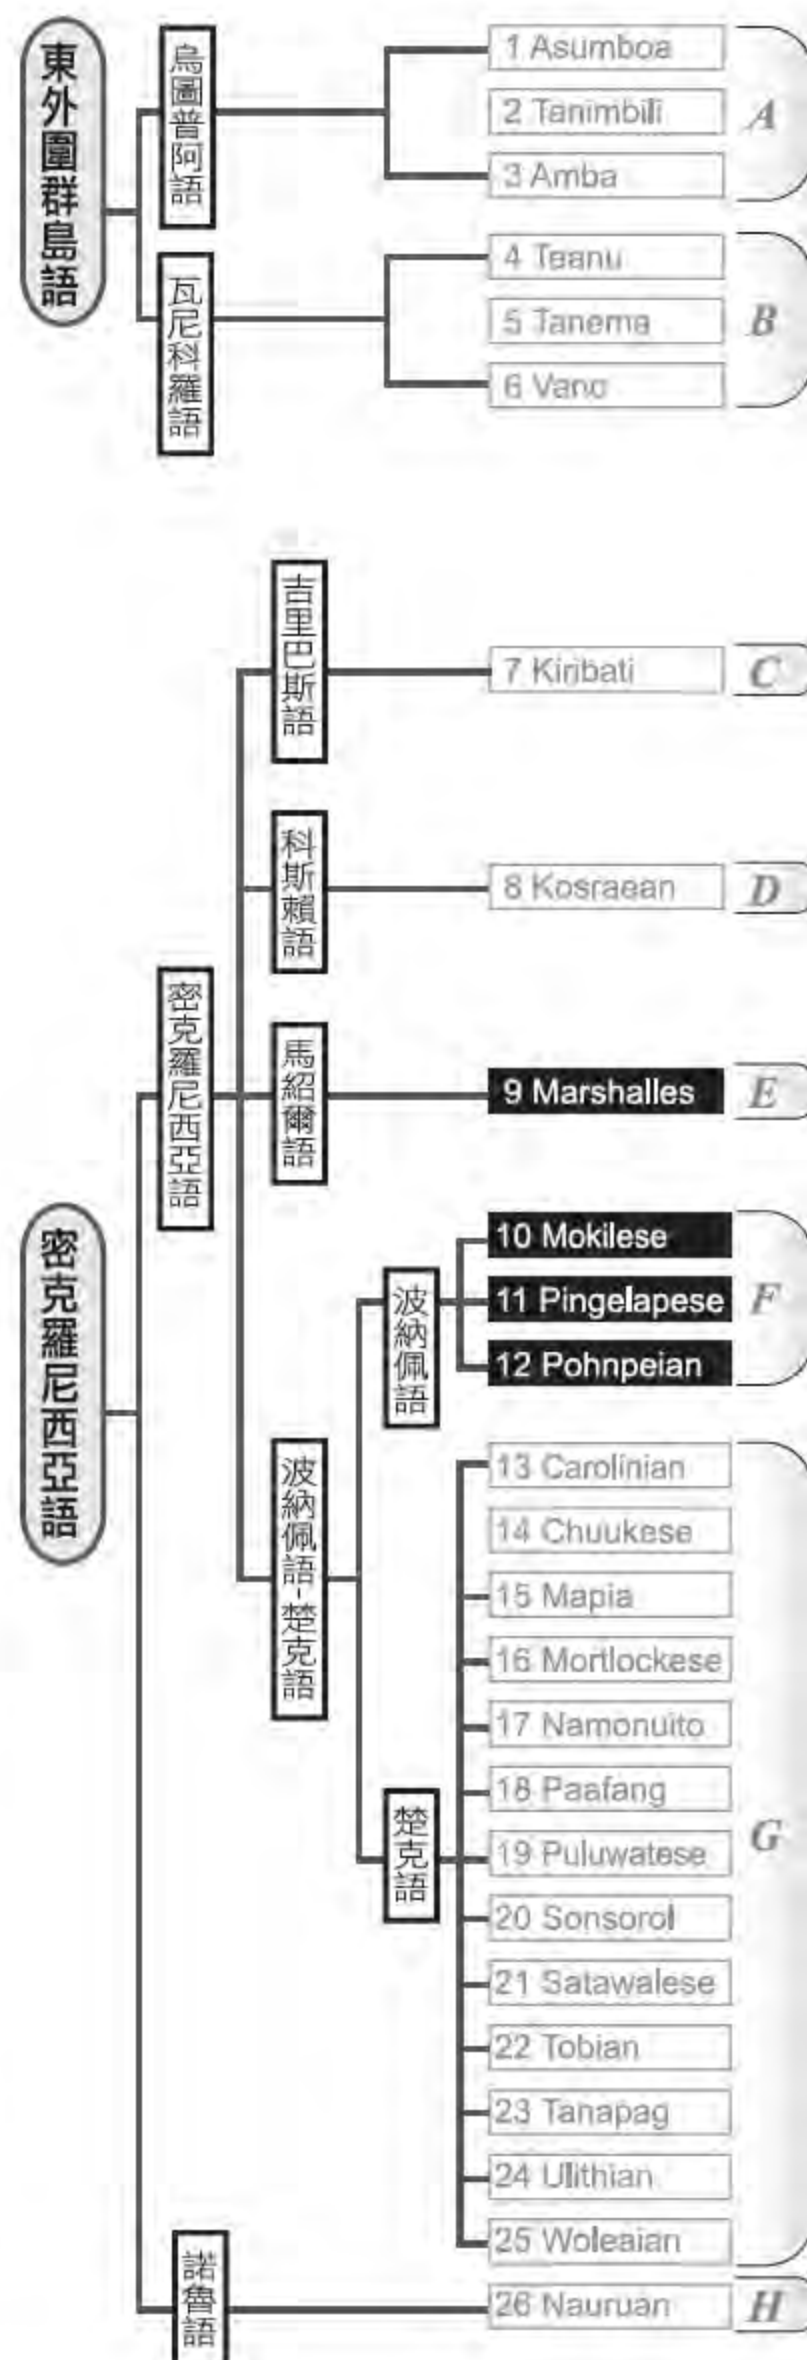 東外圍群島語
烏圖普阿語
1 Asumboa
2 Tanimbili
3 Amba
A
瓦尼科羅語
4 Teanu
5 Tanema
6 Vano
B
密克羅尼西亞語
密克羅尼西亞語
吉里巴斯語
7 Kiribati
C
科斯賴語
8 Kosraean
D
馬紹爾語
9 Marshalles
E
波納佩語-楚克語
波納佩語
10 Mokilese
11 Pingelapese
12 Pohnpeian
F
楚克語
13 Carolinian
14 Chuukese
15 Mapia
16 Mortlockese
17 Namonuito
18 Paafang
19 Puluwatese
20 Sonsorol
21 Satawalese
22 Tobian
23 Tanapag
24 Ulithian
25 Woleaian
G
諾魯語
26 Nauruan
H